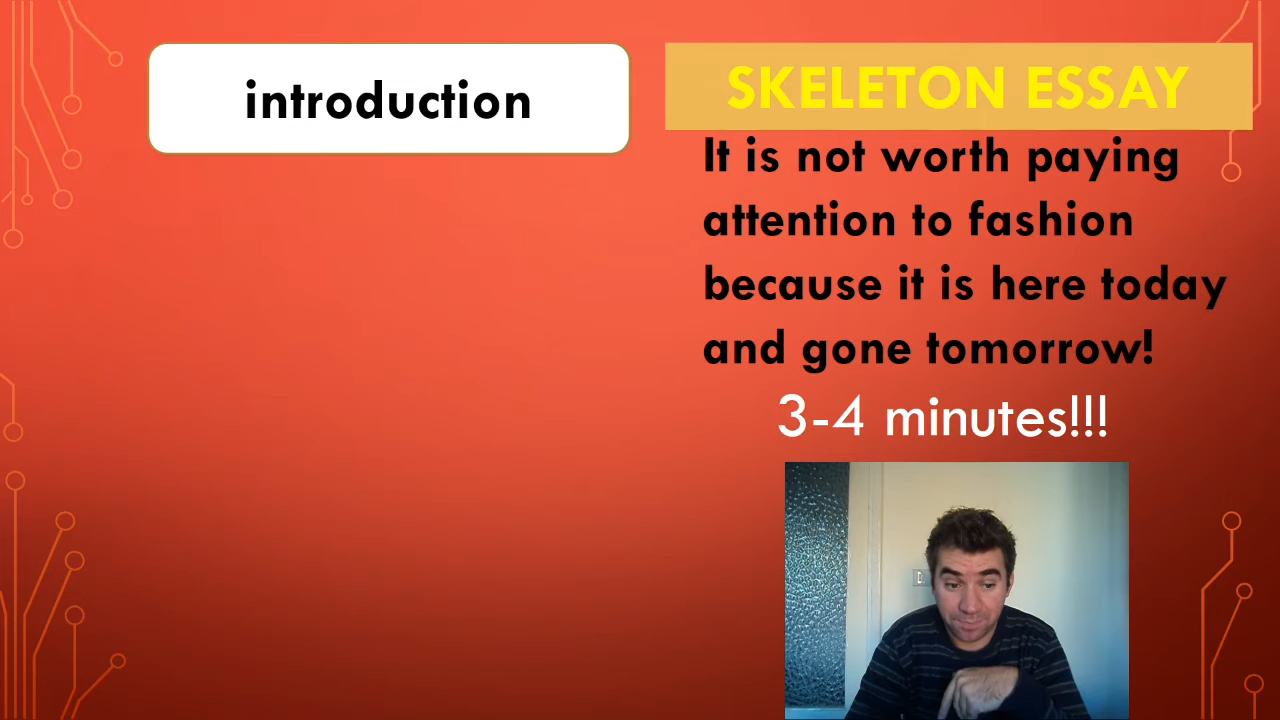 introduction
SKELETON ESSAY
It is not worth paying
attention to fashion
because it is here today
and gone tomorrow!
3-4 minutes!!!